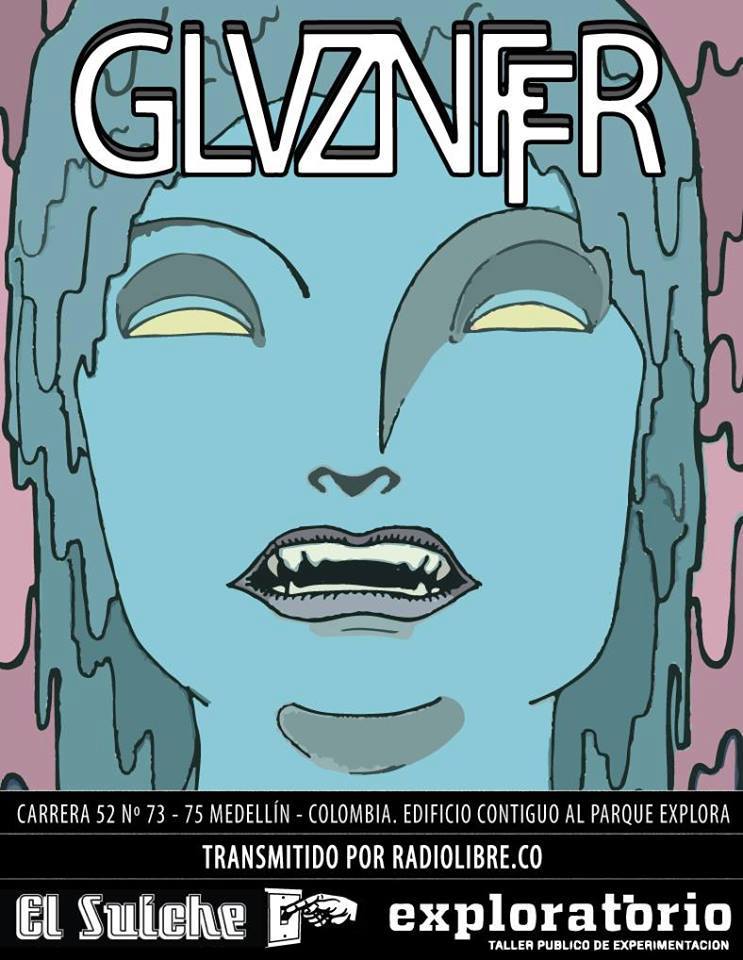 GLVZNFFR
CARRERA 52 Nº 73 - 75 MEDELLÍN - COLOMBIA. EDIFICIO CONTIGUO AL PARQUE EXPLORA
TRANSMITIDO POR RADIOLIBRE.CO
El Suiche
exploratorio
TALLER PUBLICO DE EXPERIMENTACION